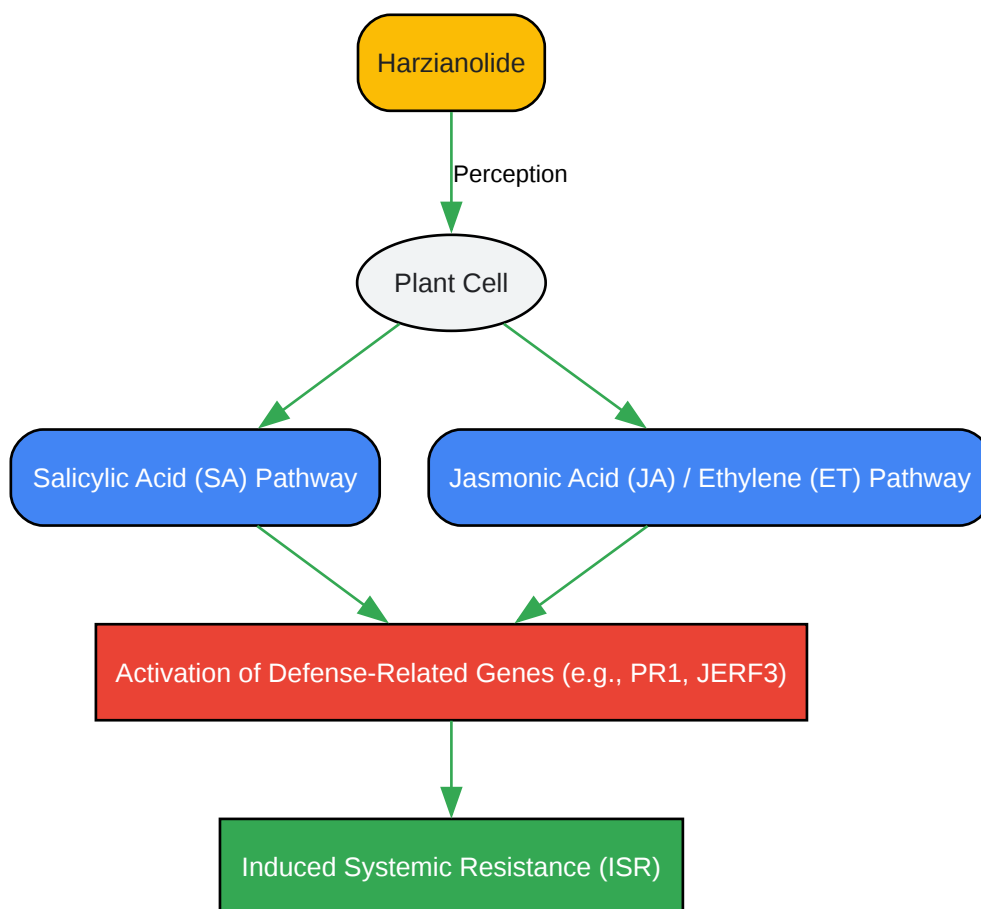 Harzianolide
Perception
Plant Cell
Salicylic Acid (SA) Pathway
Jasmonic Acid (JA) / Ethylene (ET) Pathway
Activation of Defense-Related Genes (e.g., PR1, JERF3)
Induced Systemic Resistance (ISR)